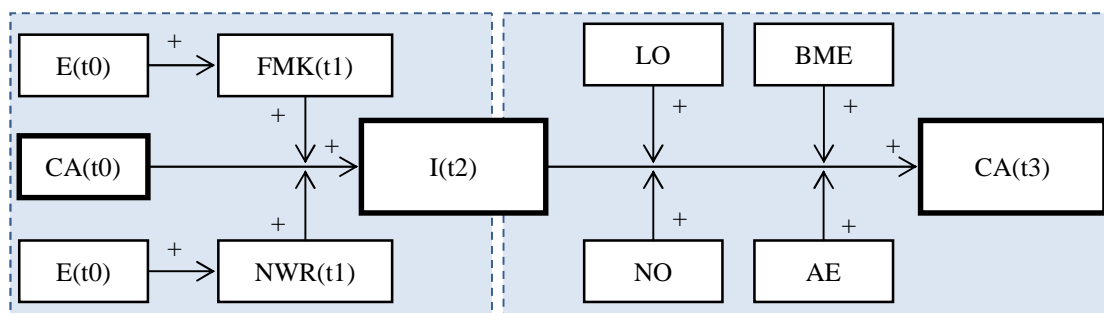 E(t0)
+
FMK(t1)
LO
BME
+
+
+
+
+
CA(t0)
I(t2)
CA(t3)
+
+
+
+
E(t0)
NWR(t1)
NO
AE